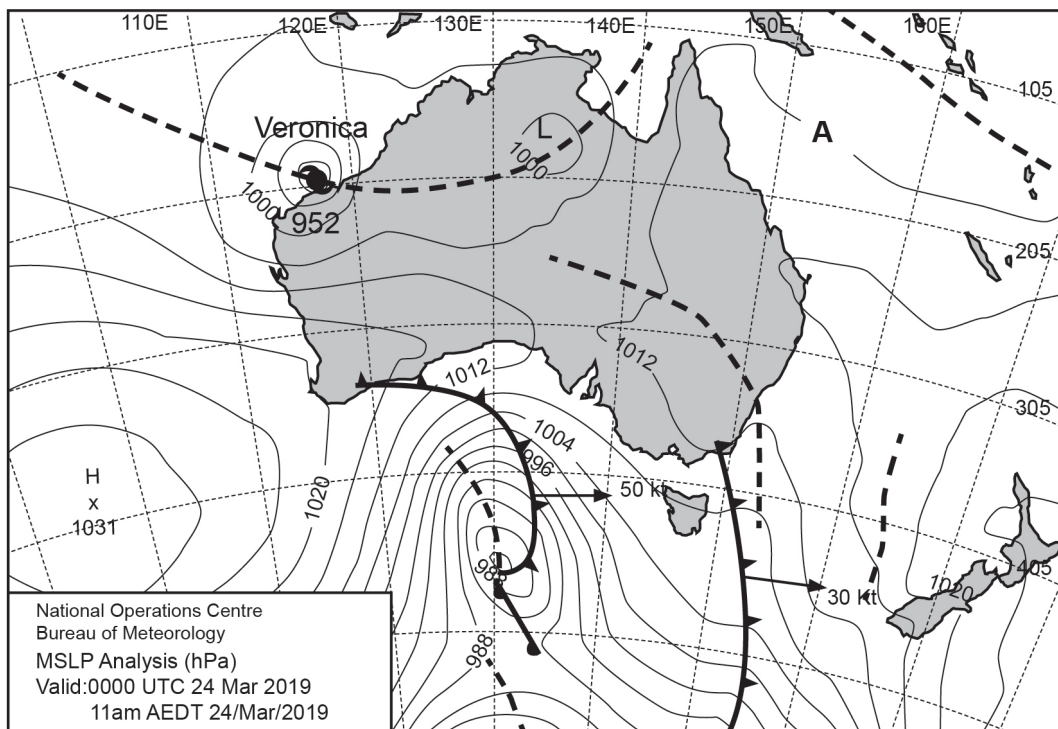 110E 120E 130E 140E 150E 160E
105
A
Veronica
L
1000
1000
952
205
1012
305
1012
1004
996
H
x
1031
1020
50 kt
405
1020
30 kt
988
988
National Operations Centre
Bureau of Meteorology
MSLP Analysis (hPa)
Valid:0000 UTC 24 Mar 2019
11am AEDT 24/Mar/2019